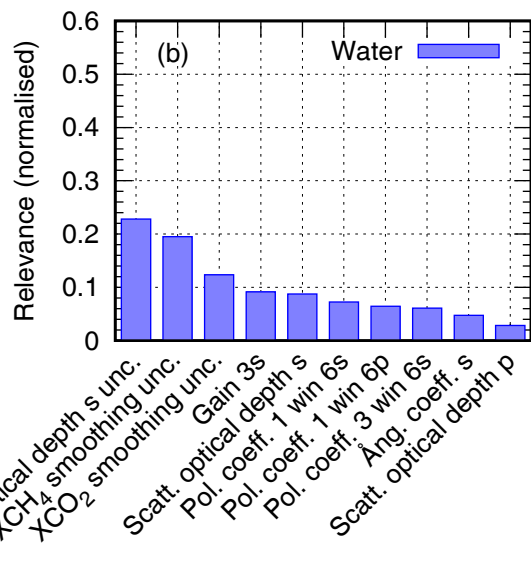 0.6
0.5
0.4
0.3
0.2
0.1
0
Relevance (normalised)
(b)
Water
depth s unc.
XCH4 smoothing unc.
XCO2 smoothing unc.
Gain 3s
Scatt. optical depth s
Pol. coeff. 1 win 6s
Pol. coeff. 1 win 6p
Pol. coeff. 3 win 6s
Ång. coeff. s
Scatt. optical depth p